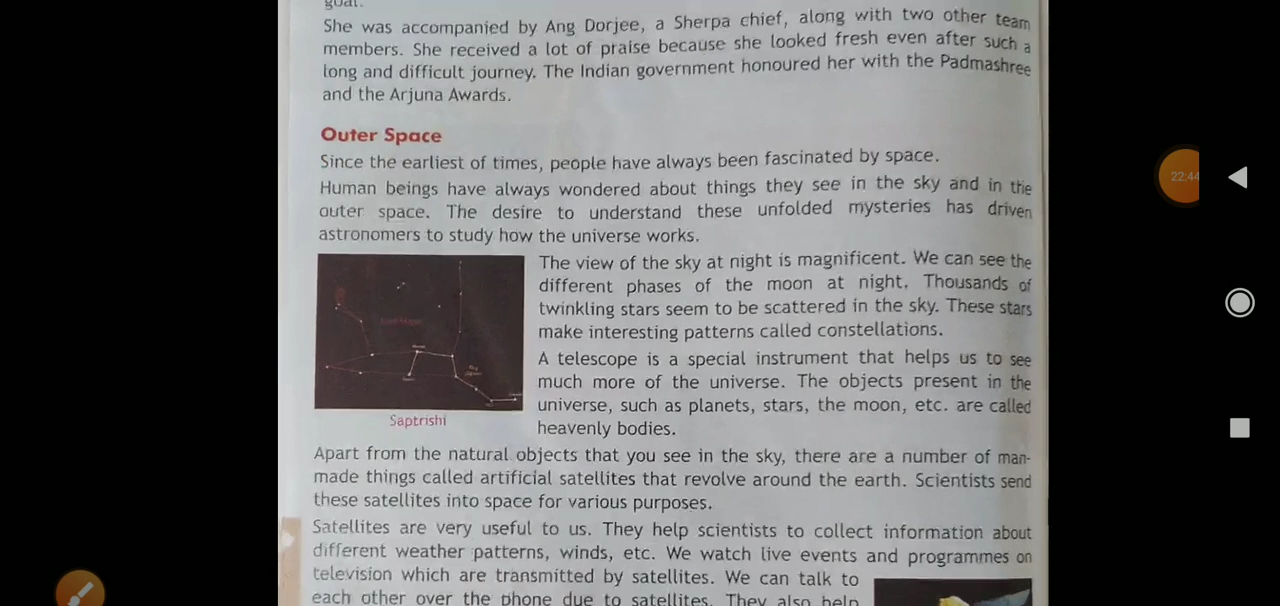 goal.
She was accompanied by Ang Dorjee, a Sherpa chief, along with two other team
members. She received a lot of praise because she looked fresh even after such a
long and difficult journey. The Indian government honoured her with the Padmashree
and the Arjuna Awards.
Outer Space
Since the earliest of times, people have always been fascinated by space.
Human beings have always wondered about things they see in the sky and in the
outer space. The desire to understand these unfolded mysteries has driven
astronomers to study how the universe works.
The view of the sky at night is magnificent. We can see the
different phases of the moon at night. Thousands of
twinkling stars seem to be scattered in the sky. These stars
make interesting patterns called constellations.
A telescope is a special instrument that helps us to see
much more of the universe. The objects present in the
universe, such as planets, stars, the moon, etc. are called
heavenly bodies.
Saptrishi
Apart from the natural objects that you see in the sky, there are a number of man-
made things called artificial satellites that revolve around the earth. Scientists send
these satellites into space for various purposes.
Satellites are very useful to us. They help scientists to collect information about
different weather patterns, winds, etc. We watch live events and programmes on
television which are transmitted by satellites. We can talk to
each other over the phone due to satellites. They also help
22:44